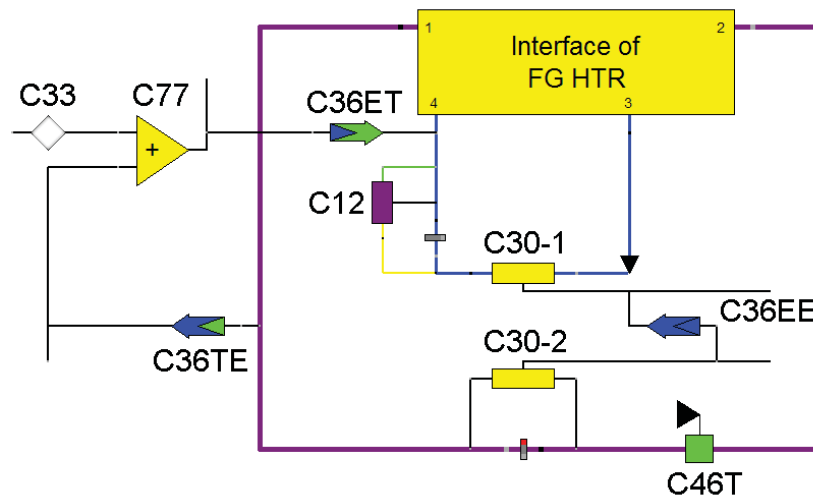 1
Interface of
FG HTR
2
4
3
C33
C77
+
C36ET
C12
C30-1
C36EE
C36TE
C30-2
C46T